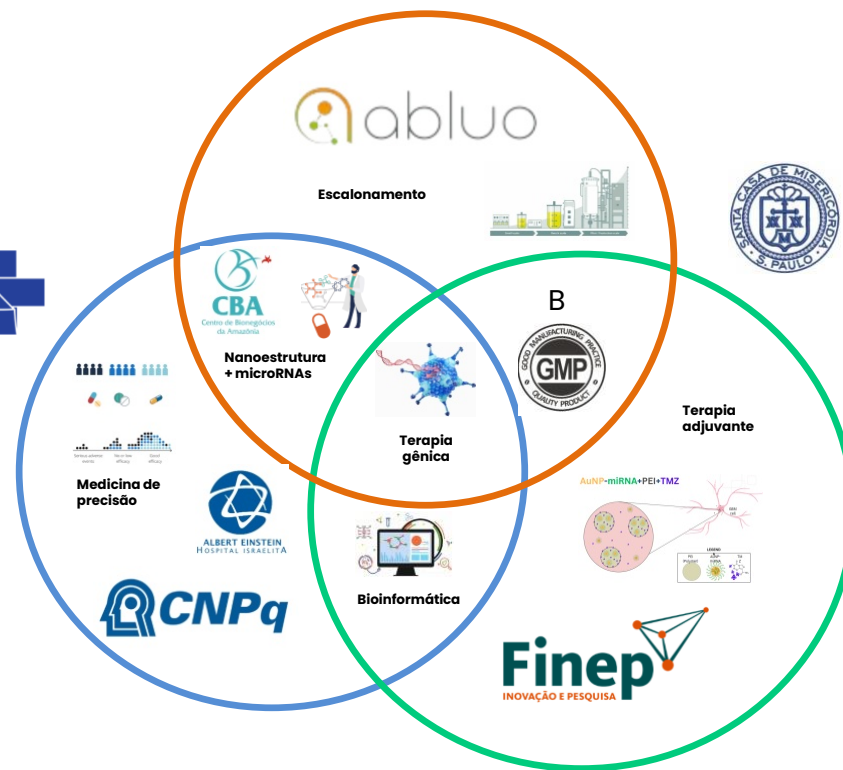 abluo
Escalonamento
SANTA CASA DE MISERICÓRDIA
S. PAULO
CBA
Centro de Bionegócios
da Amazônia
B
GOOD MANUFACTURING PRACTICE
GMP
QUALITY PRODUCT
Nanoestrutura
+ microRNAs
Terapia
gênica
Terapia
adjuvante
Medicina de
precisão
AuNP-miRNA+PEI+TMZ
LEGEND
ALBERT EINSTEIN
HOSPITAL ISRAELITA
Bioinformática
CNPq
Finep
INOVAÇÃO E PESQUISA